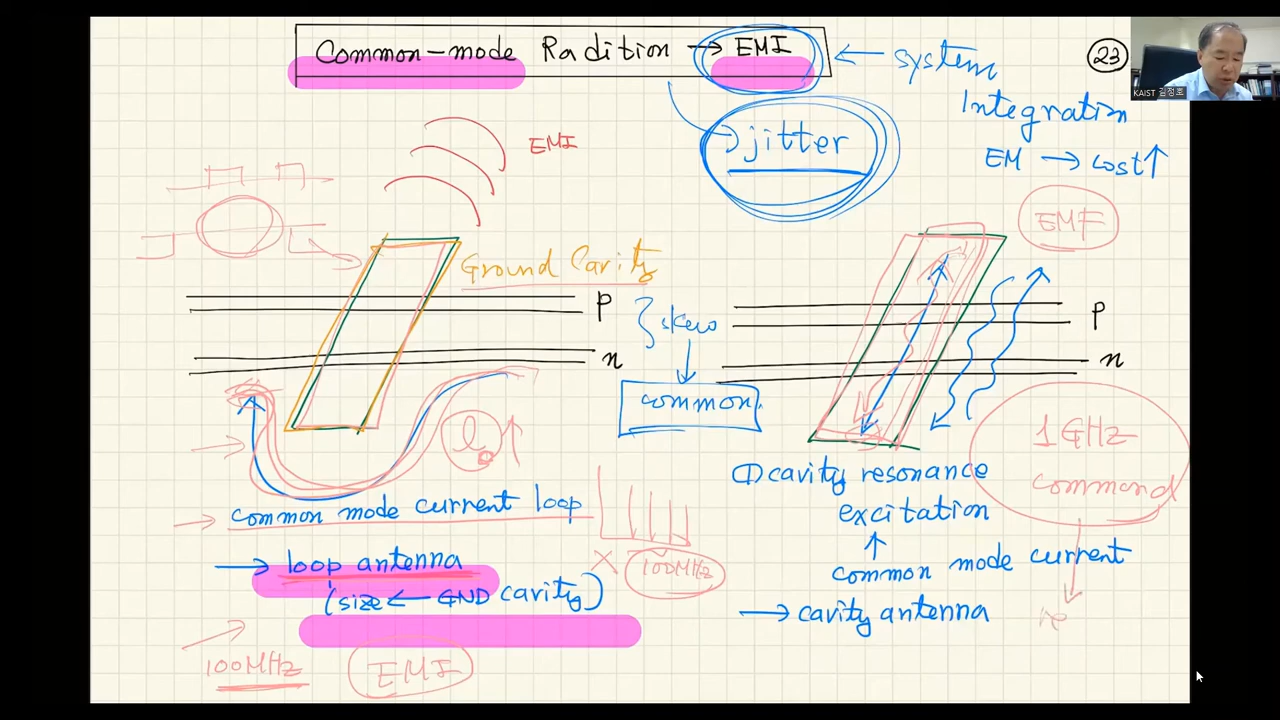 Common-mode Radition → EMI
23
KAIST 김정호
← system
Integration
EM → cost↑
jitter
EMI
EMF
Ground Cavity
p
n
skew
common
p
n
l ↑
1GHz
command
common mode current loop
→ loop antenna
(size ← GND cavity)
100MHz
100MHz
EMI
① cavity resonance
excitation
↑
common mode current
→ cavity antenna
re